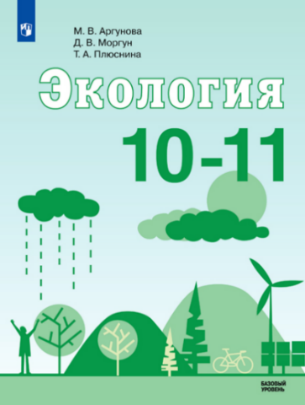 М. В. Аргунова
Д. В. Моргун
Т. А. Плюснина
Экология
10-11
БАЗОВЫЙ
УРОВЕНЬ